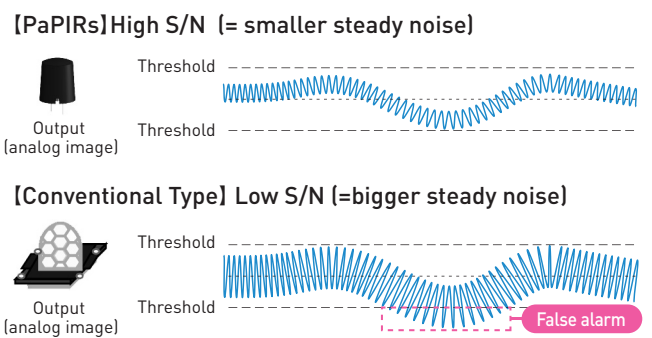 【PaPIRs】High S/N (= smaller steady noise)
Threshold
Output
(analog image)
Threshold
【Conventional Type】 Low S/N (=bigger steady noise)
Threshold
Output
(analog image)
Threshold
False alarm